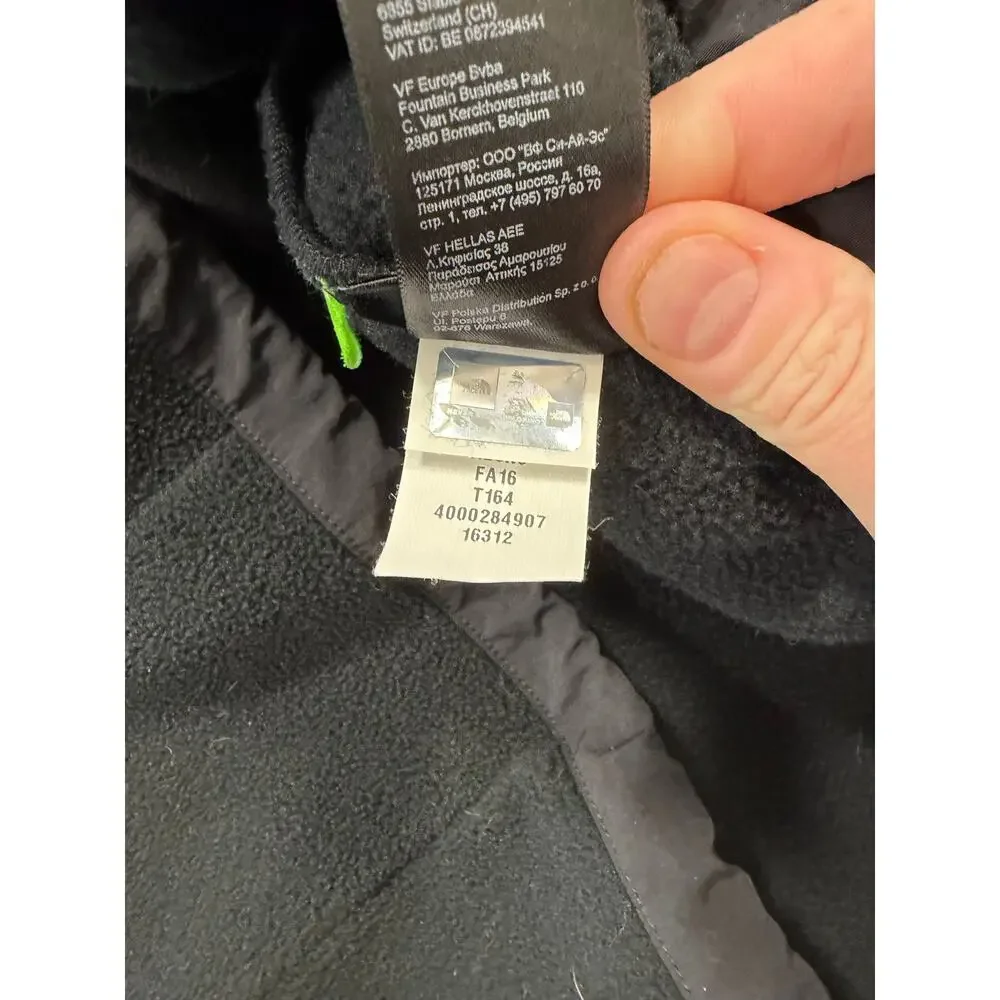 6355 Stabio
Switzerland (CH)
VAT ID: BE 0872394541
VF Europe Bvba
Fountain Business Park
C. Van Kerckhovenstraat 110
2880 Bornem, Belgium
Импортер: ООО "ВФ Си-Ай-Эс"
125171 Москва, Россия
Ленинградское шоссе, д. 16а,
стр. 1, тел. +7 (495) 797 60 70
VF HELLAS AEE
Λ.Κηφισίας 38
Παράδεισος Αμαρουσίου
Μαρούσι Αττικής 15125
Ελλάδα
VF Polska Distribution Sp. z o.o.
Ul. Postępu 6
02-676 Warszawa.
FA16
T164
4000284907
16312